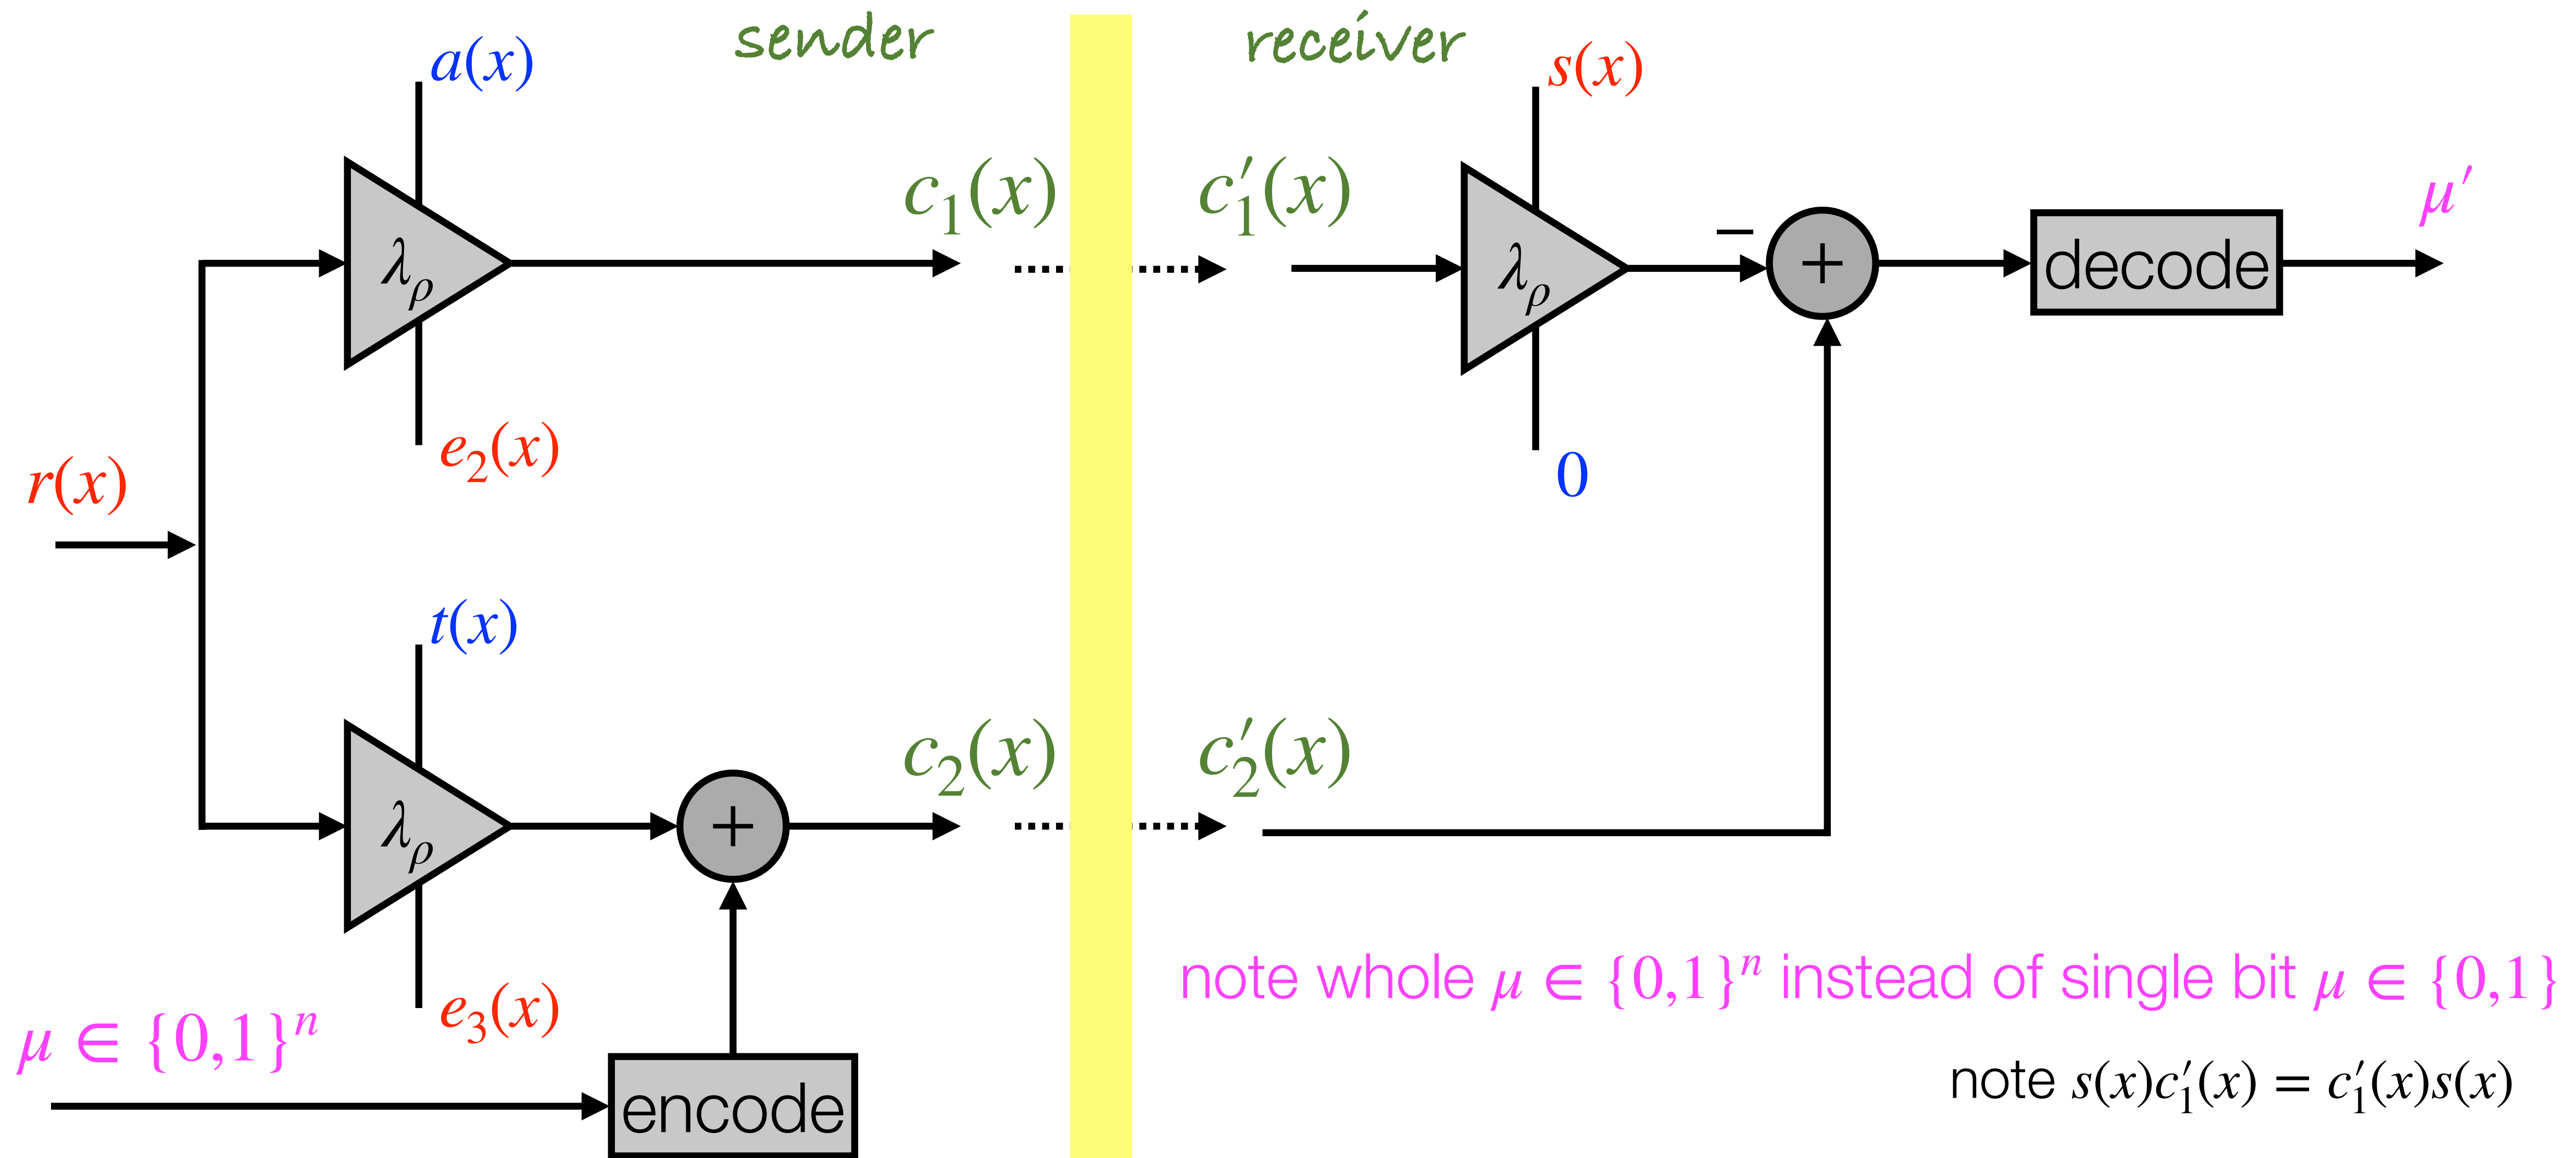 sender
receiver
a(x)
s(x)
c₁(x)
c′₁(x)
μ′
λᵨ
λᵨ
−
+
decode
e₂(x)
0
r(x)
t(x)
c₂(x)
c′₂(x)
λᵨ
+
e₃(x)
note whole μ ∈ {0,1}ⁿ instead of single bit μ ∈ {0,1}
μ ∈ {0,1}ⁿ
note s(x)c′₁(x) = c′₁(x)s(x)
encode